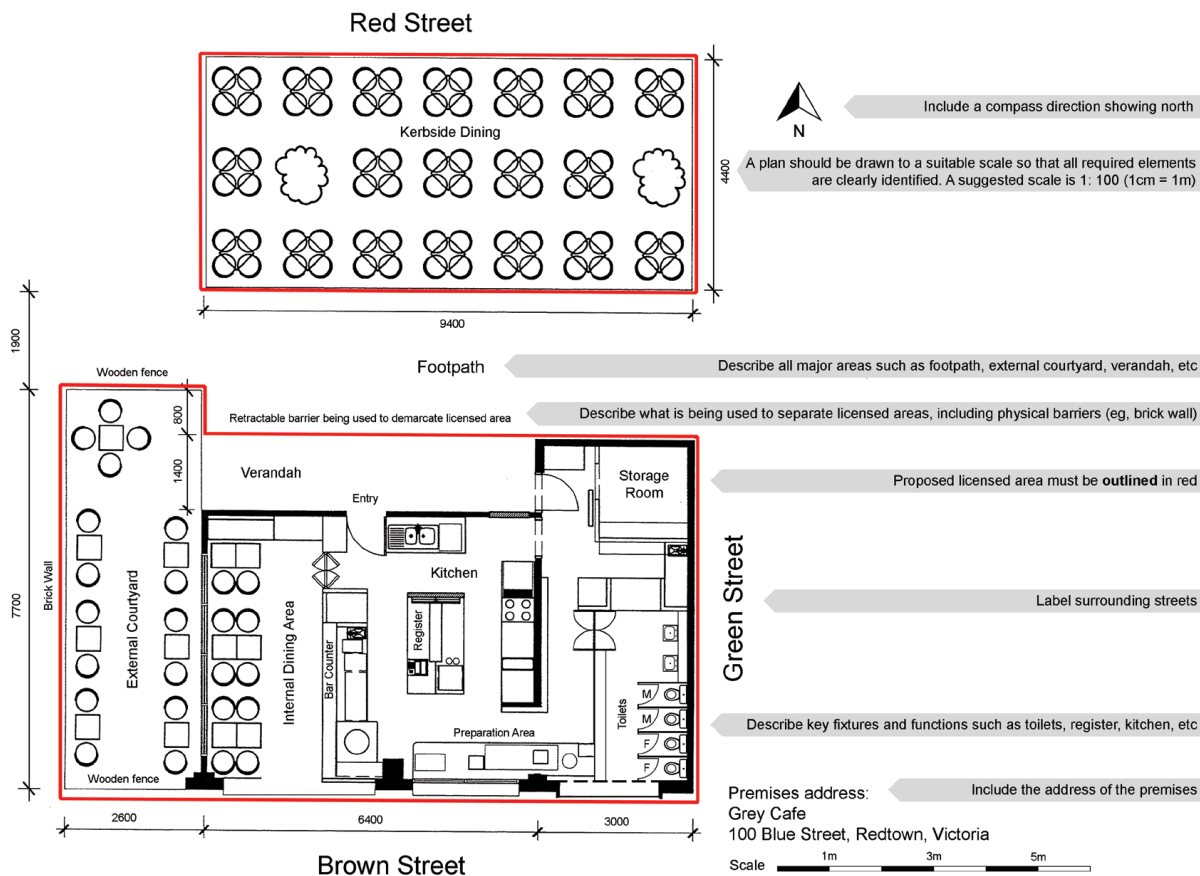 Red Street
Kerbside Dining
N
Include a compass direction showing north
A plan should be drawn to a suitable scale so that all required elements
are clearly identified. A suggested scale is 1: 100 (1cm = 1m)
4400
9400
1900
Footpath
Describe all major areas such as footpath, external courtyard, verandah, etc
Wooden fence
800
Retractable barrier being used to demarcate licensed area
Describe what is being used to separate licensed areas, including physical barriers (eg, brick wall)
1400
Verandah
Entry
Storage
Room
Proposed licensed area must be outlined in red
Kitchen
Green Street
Brick Wall
7700
External Courtyard
Internal Dining Area
Bar Counter
Register
Label surrounding streets
Toilets
M
M
F
F
Describe key fixtures and functions such as toilets, register, kitchen, etc
Preparation Area
Wooden fence
Include the address of the premises
Premises address:
Grey Cafe
100 Blue Street, Redtown, Victoria
2600
6400
3000
Brown Street
Scale
1m
3m
5m